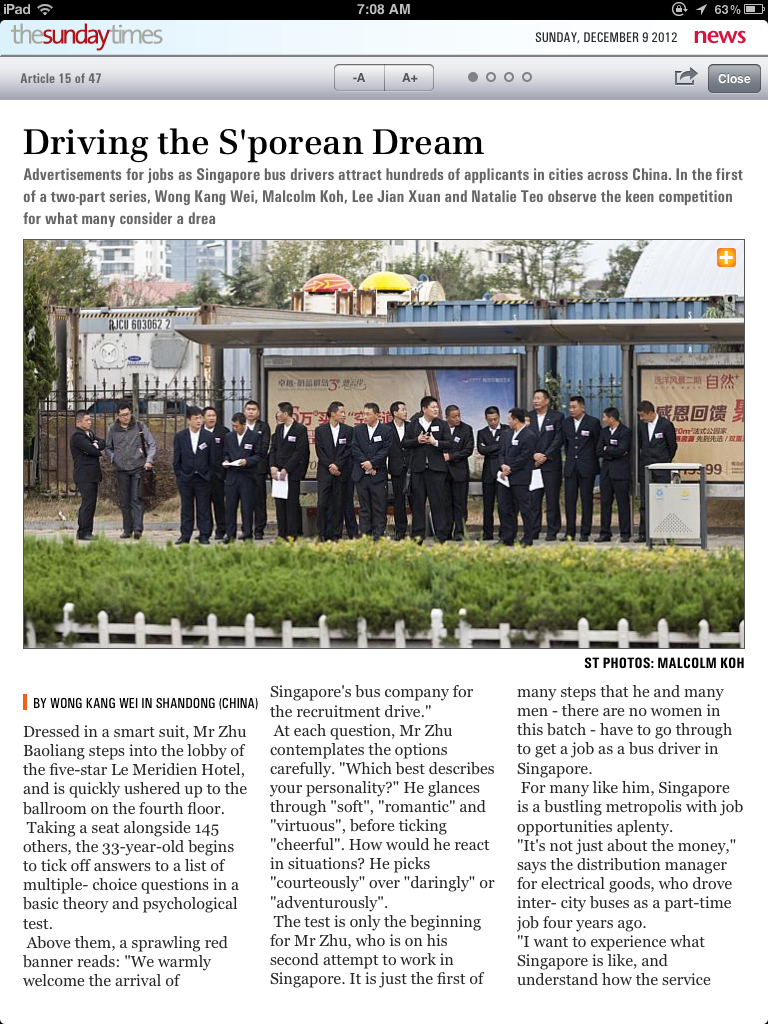 iPad
7:08 AM
63%
thesundaytimes
SUNDAY, DECEMBER 9 2012
news
Article 15 of 47
-A
A+
Close
Driving the S'porean Dream
Advertisements for jobs as Singapore bus drivers attract hundreds of applicants in cities across China. In the first
of a two-part series, Wong Kang Wei, Malcolm Koh, Lee Jian Xuan and Natalie Teo observe the keen competition
for what many consider a drea
RJCU 603062 2
自然
感恩回馈
ST PHOTOS: MALCOLM KOH
BY WONG KANG WEI IN SHANDONG (CHINA)
Dressed in a smart suit, Mr Zhu
Baoliang steps into the lobby of
the five-star Le Meridien Hotel,
and is quickly ushered up to the
ballroom on the fourth floor.
Taking a seat alongside 145
others, the 33-year-old begins
to tick off answers to a list of
multiple- choice questions in a
basic theory and psychological
test.
Above them, a sprawling red
banner reads: "We warmly
welcome the arrival of
Singapore's bus company for
the recruitment drive."
At each question, Mr Zhu
contemplates the options
carefully. "Which best describes
your personality?" He glances
through "soft", "romantic" and
"virtuous", before ticking
"cheerful". How would he react
in situations? He picks
"courteously" over "daringly" or
"adventurously".
The test is only the beginning
for Mr Zhu, who is on his
second attempt to work in
Singapore. It is just the first of
many steps that he and many
men - there are no women in
this batch - have to go through
to get a job as a bus driver in
Singapore.
For many like him, Singapore
is a bustling metropolis with job
opportunities aplenty.
"It's not just about the money,"
says the distribution manager
for electrical goods, who drove
inter- city buses as a part-time
job four years ago.
"I want to experience what
Singapore is like, and
understand how the service